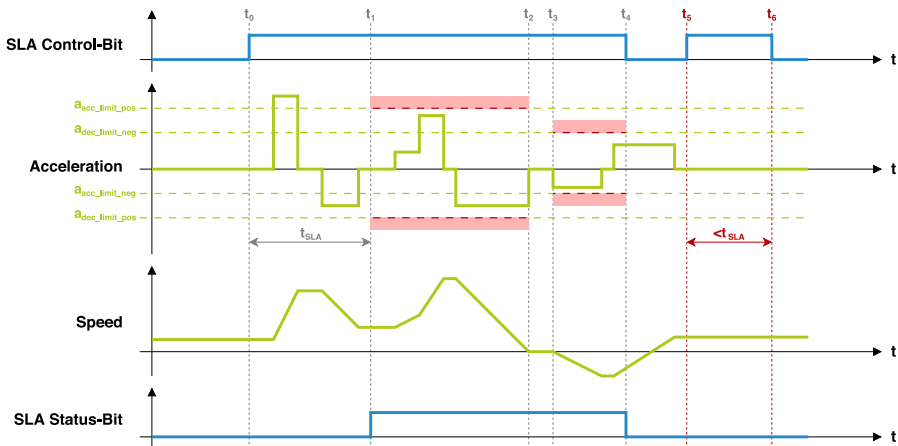 t0 t1 t2 t3 t4 t5 t6
SLA Control-Bit
t
aacc_limit_pos
adec_limit_neg
Acceleration
t
aacc_limit_neg
adec_limit_pos
tSLA
<tSLA
Speed
t
SLA Status-Bit
t